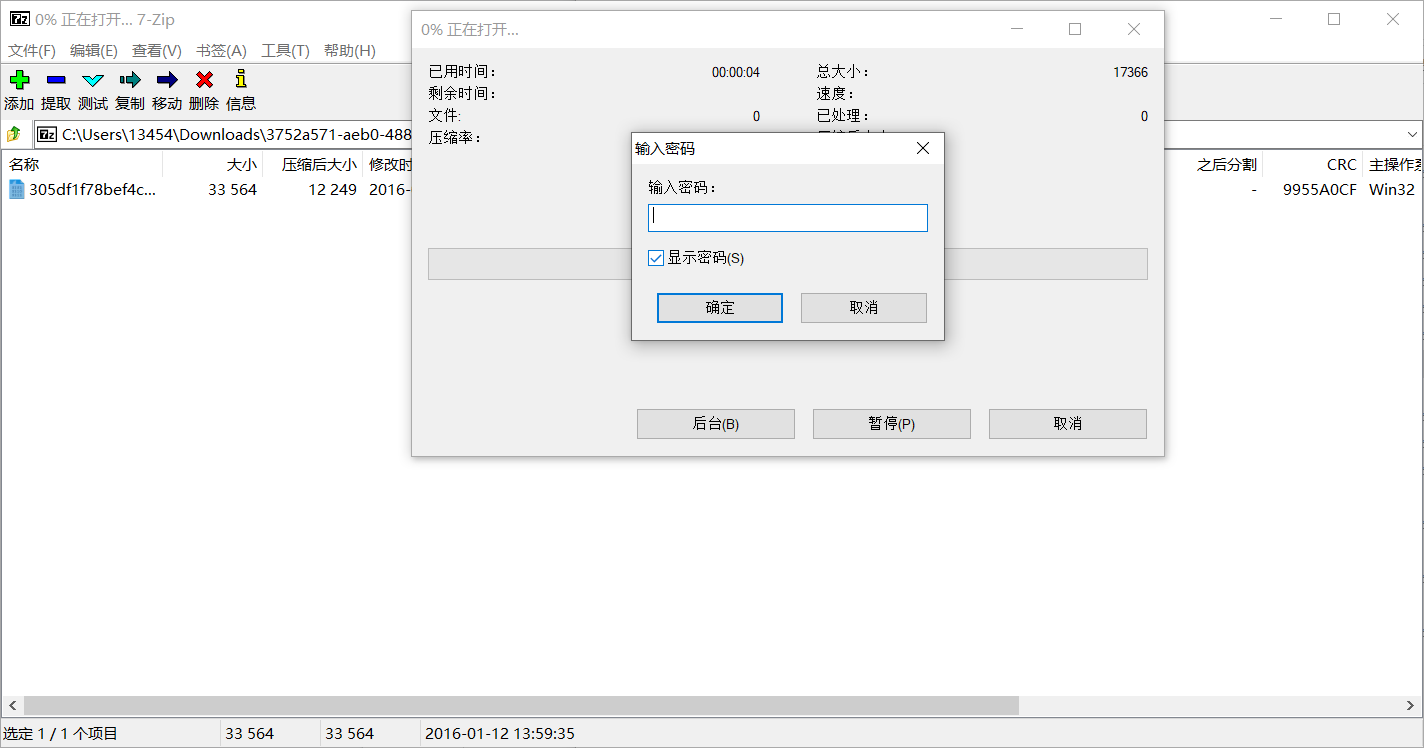 0% 正在打开... 7-Zip
文件(F) 编辑(E) 查看(V) 书签(A) 工具(T) 帮助(H)
添加 提取 测试 复制 移动 删除 信息
C:\Users\13454\Downloads\3752a571-aeb0-488
名称 大小 压缩后大小 修改时 之后分割 CRC 主操作系
305df1f78bef4c... 33 564 12 249 2016- - 9955A0CF Win32
0% 正在打开...
已用时间： 00:00:04 总大小： 17366
剩余时间： 速度：
文件: 0 已处理： 0
压缩率：
输入密码
输入密码：
显示密码(S)
确定 取消
后台(B) 暂停(P) 取消
选定 1 / 1 个项目 33 564 33 564 2016-01-12 13:59:35